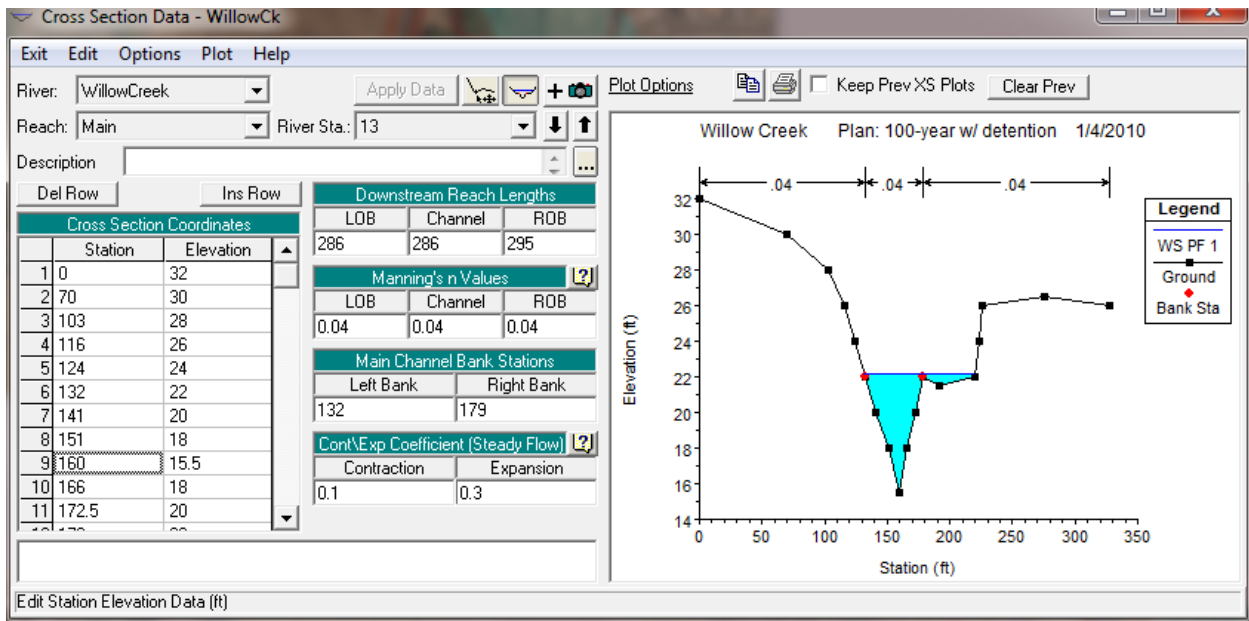 Cross Section Data - WillowCk
Exit Edit Options Plot Help
River: WillowCreek Apply Data + Plot Options Keep Prev XS Plots Clear Prev
Reach: Main River Sta.: 13
Description ...
Del Row Ins Row
Cross Section Coordinates
Station Elevation
1 0 32
2 70 30
3 103 28
4 116 26
5 124 24
6 132 22
7 141 20
8 151 18
9 160 15.5
10 166 18
11 172.5 20
Downstream Reach Lengths
LOB Channel ROB
286 286 295
Manning's n Values ?
LOB Channel ROB
0.04 0.04 0.04
Main Channel Bank Stations
Left Bank Right Bank
132 179
Cont\Exp Coefficient (Steady Flow) ?
Contraction Expansion
0.1 0.3
Edit Station Elevation Data (ft)
Willow Creek Plan: 100-year w/ detention 1/4/2010
.04 .04 .04
32
30
28
26
24
22
20
18
16
14
Elevation (ft)
0 50 100 150 200 250 300 350
Station (ft)
Legend
WS PF 1
Ground
Bank Sta